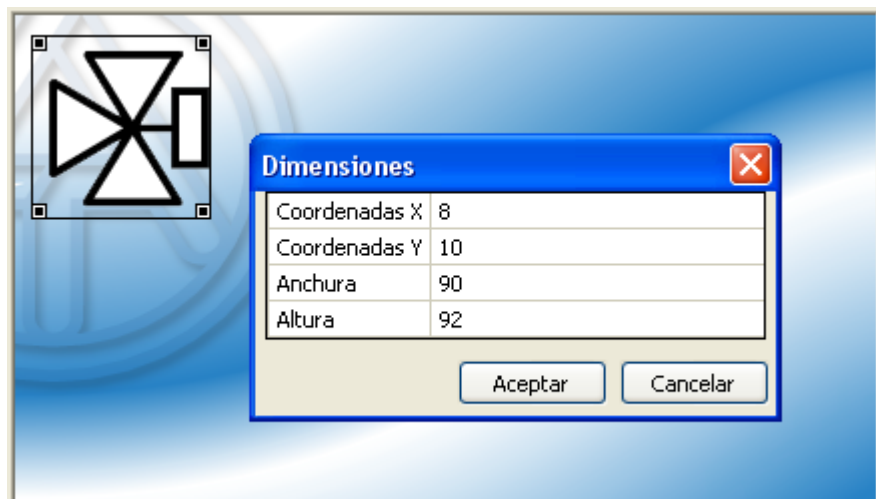 Dimensiones
Coordenadas X 8
Coordenadas Y 10
Anchura 90
Altura 92
Aceptar Cancelar